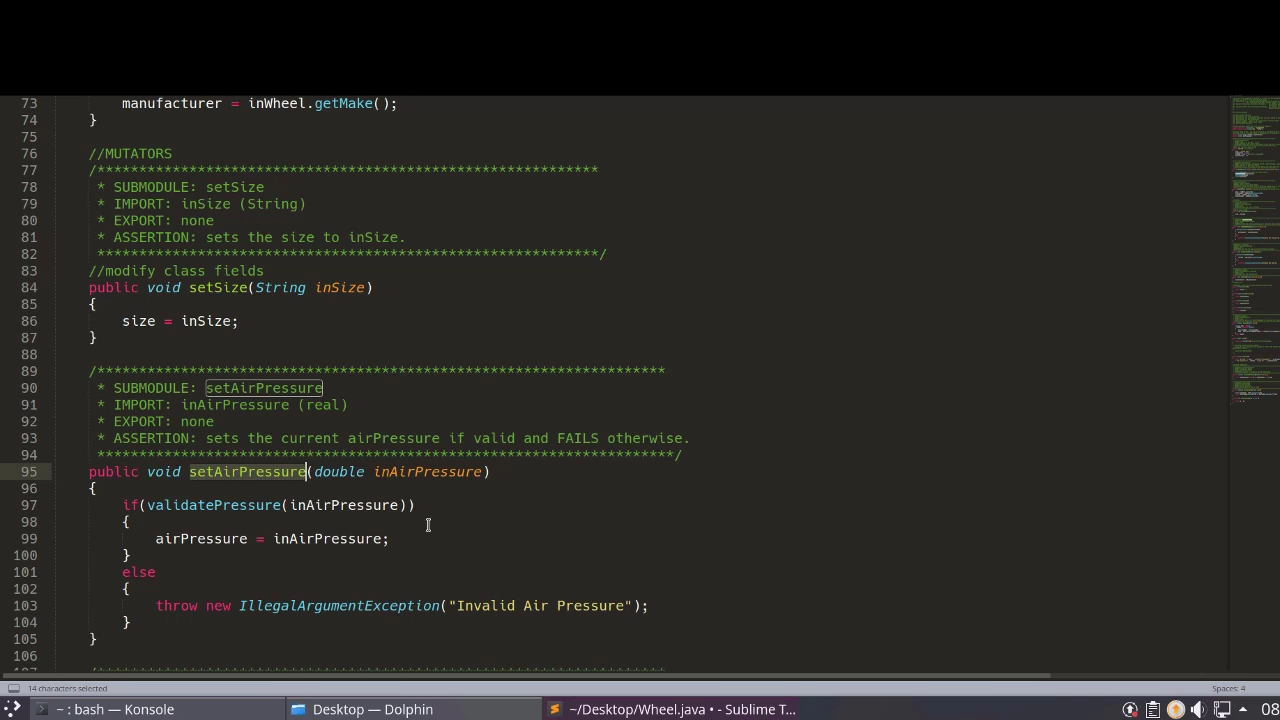 73 manufacturer = inWheel.getMake();
74 }
75
76 //MUTATORS
77 /************************************************************
78 * SUBMODULE: setSize
79 * IMPORT: inSize (String)
80 * EXPORT: none
81 * ASSERTION: sets the size to inSize.
82 ************************************************************/
83 //modify class fields
84 public void setSize(String inSize)
85 {
86 size = inSize;
87 }
88
89 /********************************************************************
90 * SUBMODULE: setAirPressure
91 * IMPORT: inAirPressure (real)
92 * EXPORT: none
93 * ASSERTION: sets the current airPressure if valid and FAILS otherwise.
94 *********************************************************************/
95 public void setAirPressure(double inAirPressure)
96 {
97 if(validatePressure(inAirPressure))
98 {
99 airPressure = inAirPressure;
100 }
101 else
102 {
103 throw new IllegalArgumentException("Invalid Air Pressure");
104 }
105 }
106
14 characters selected
Spaces: 4
~ : bash — Konsole
Desktop — Dolphin
~/Desktop/Wheel.java • - Sublime T...
08